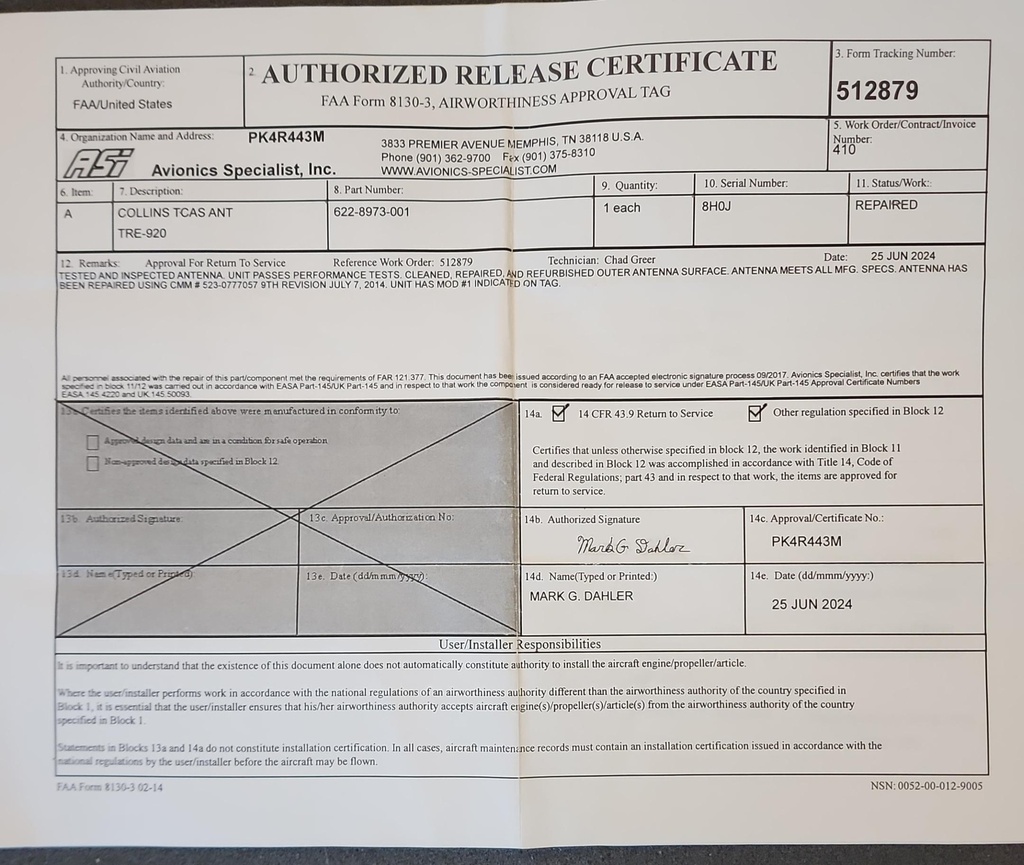 1. Approving Civil Aviation
Authority/Country:
FAA/United States
2. AUTHORIZED RELEASE CERTIFICATE
FAA Form 8130-3, AIRWORTHINESS APPROVAL TAG
3. Form Tracking Number:
512879
4. Organization Name and Address: PK4R443M
ASI Avionics Specialist, Inc.
3833 PREMIER AVENUE MEMPHIS, TN 38118 U.S.A.
Phone (901) 362-9700 Fax (901) 375-8310
WWW.AVIONICS-SPECIALIST.COM
5. Work Order/Contract/Invoice
Number:
410
6. Item: 7. Description: 8. Part Number: 9. Quantity: 10. Serial Number: 11. Status/Work::
A COLLINS TCAS ANT 622-8973-001 1 each 8H0J REPAIRED
TRE-920
12. Remarks: Approval For Return To Service Reference Work Order: 512879 Technician: Chad Greer Date: 25 JUN 2024
TESTED AND INSPECTED ANTENNA. UNIT PASSES PERFORMANCE TESTS. CLEANED, REPAIRED, AND REFURBISHED OUTER ANTENNA SURFACE. ANTENNA MEETS ALL MFG. SPECS. ANTENNA HAS
BEEN REPAIRED USING CMM # 523-0777057 9TH REVISION JULY 7, 2014. UNIT HAS MOD #1 INDICATED ON TAG.
All personnel associated with the repair of this part/component met the requirements of FAR 121.377. This document has been issued according to an FAA accepted electronic signature process 09/2017. Avionics Specialist, Inc. certifies that the work
specified in block 11/12 was carried out in accordance with EASA Part-145/UK Part-145 and in respect to that work the component is considered ready for release to service under EASA Part-145/UK Part-145 Approval Certificate Numbers
EASA 145.4220 and UK.145.50093.
13a. Certifies the items identified above were manufactured in conformity to:
Approved design data and are in a condition for safe operation
Non-approved design data specified in Block 12
13b. Authorized Signature: 13c. Approval/Authorization No:
13d. Name(Typed or Printed) 13e. Date (dd/mmm/yyyy):
14a. 14 CFR 43.9 Return to Service Other regulation specified in Block 12
Certifies that unless otherwise specified in block 12, the work identified in Block 11
and described in Block 12 was accomplished in accordance with Title 14, Code of
Federal Regulations; part 43 and in respect to that work, the items are approved for
return to service.
14b. Authorized Signature 14c. Approval/Certificate No.:
Mark G Dahler PK4R443M
14d. Name(Typed or Printed:) 14e. Date (dd/mmm/yyyy:)
MARK G. DAHLER 25 JUN 2024
User/Installer Responsibilities
It is important to understand that the existence of this document alone does not automatically constitute authority to install the aircraft engine/propeller/article.
Where the user/installer performs work in accordance with the national regulations of an airworthiness authority different than the airworthiness authority of the country specified in
Block 1, it is essential that the user/installer ensures that his/her airworthiness authority accepts aircraft engine(s)/propeller(s)/article(s) from the airworthiness authority of the country
specified in Block 1.
Statements in Blocks 13a and 14a do not constitute installation certification. In all cases, aircraft maintenance records must contain an installation certification issued in accordance with the
national regulations by the user/installer before the aircraft may be flown.
FAA Form 8130-3 02-14 NSN: 0052-00-012-9005